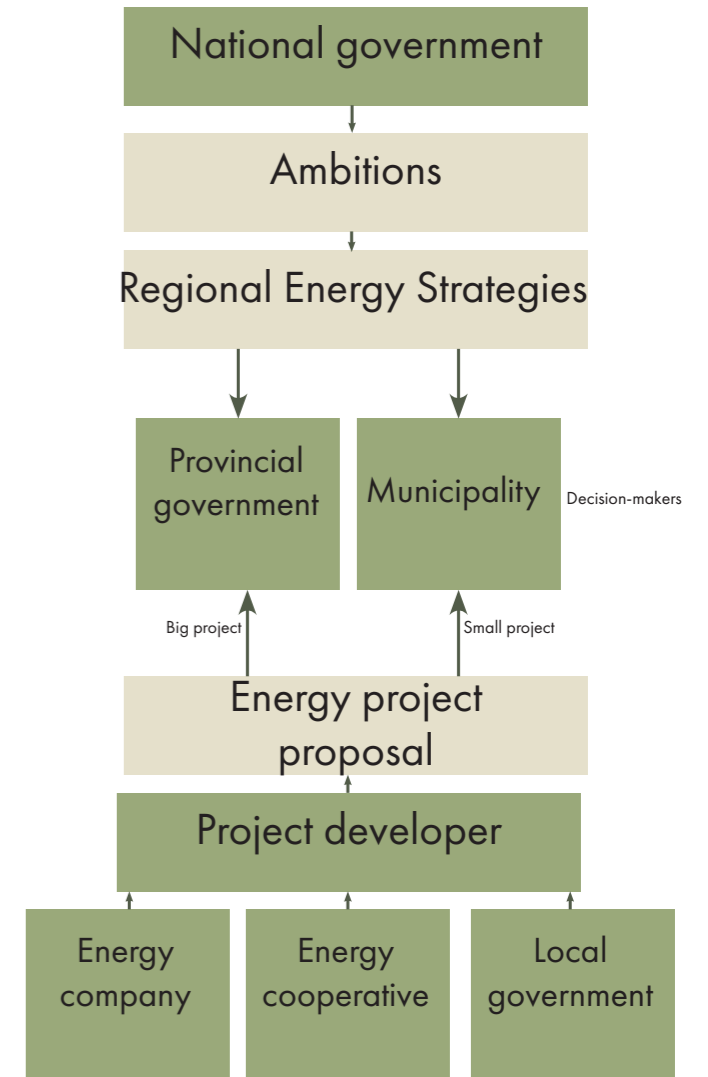 National government
Ambitions
Regional Energy Strategies
Provincial
government
Municipality
Decision-makers
Big project
Small project
Energy project
proposal
Project developer
Energy
company
Energy
cooperative
Local
government